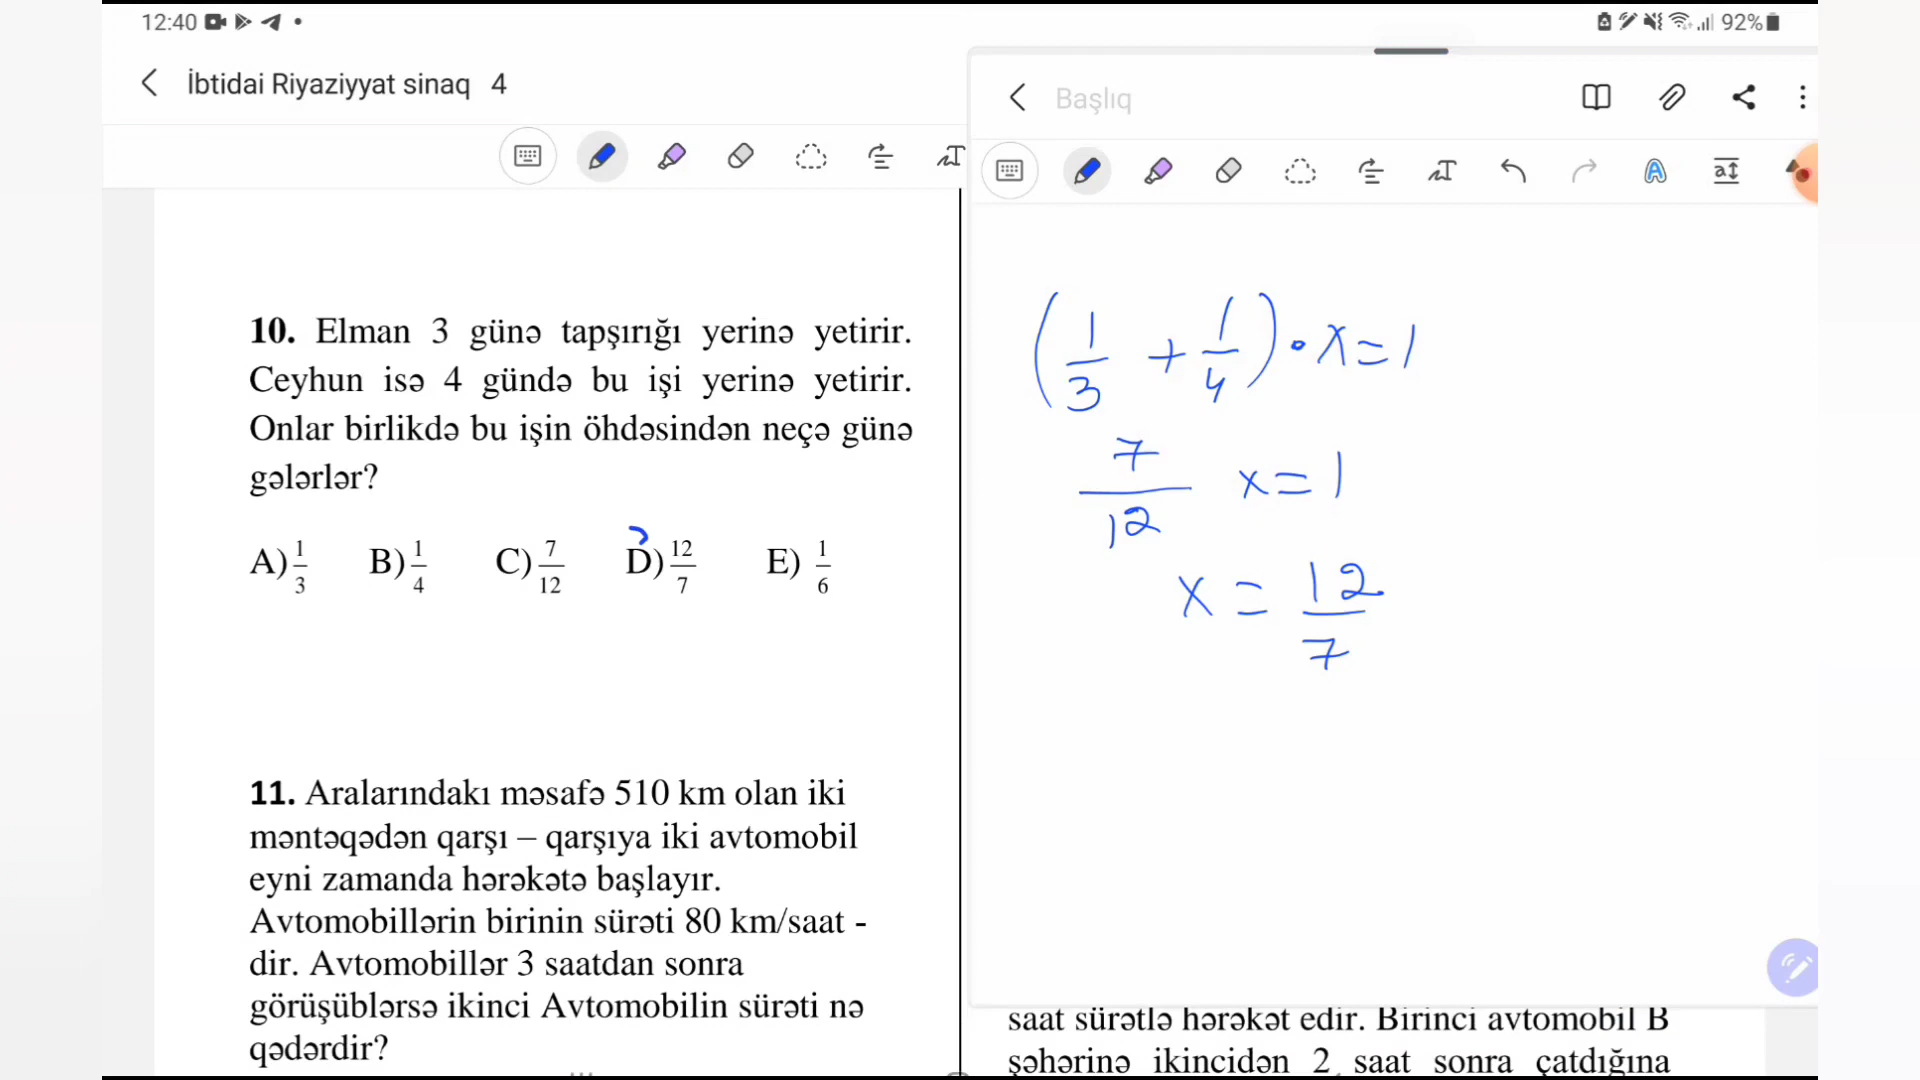 12:40
92%
İbtidai Riyaziyyat sinaq 4
10. Elman 3 günə tapşırığı yerinə yetirir.
Ceyhun isə 4 gündə bu işi yerinə yetirir.
Onlar birlikdə bu işin öhdəsindən neçə günə
gələrlər?
A) 1/3 B) 1/4 C) 7/12 D) 12/7 E) 1/6
11. Aralarındakı məsafə 510 km olan iki
məntəqədən qarşı – qarşıya iki avtomobil
eyni zamanda hərəkətə başlayır.
Avtomobillərin birinin sürəti 80 km/saat -
dir. Avtomobillər 3 saatdan sonra
görüşüblərsə ikinci Avtomobilin sürəti nə
qədərdir?
Başlıq
(1/3 + 1/4) • x = 1
7/12 x = 1
x = 12/7
saat sürətlə hərəkət edir. Birinci avtomobil B
şəhərinə ikincidən 2 saat sonra çatdığına